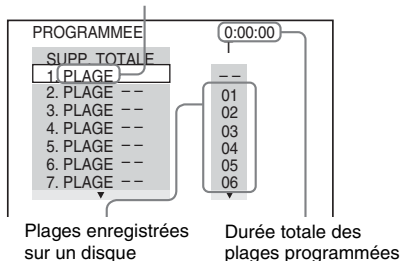 PROGRAMMEE 0:00:00
SUPP. TOTALE
1. PLAGE – –
2. PLAGE – – 01
3. PLAGE – – 02
4. PLAGE – – 03
5. PLAGE – – 04
6. PLAGE – – 05
7. PLAGE – – 06
Plages enregistrées
sur un disque
Durée totale des
plages programmées